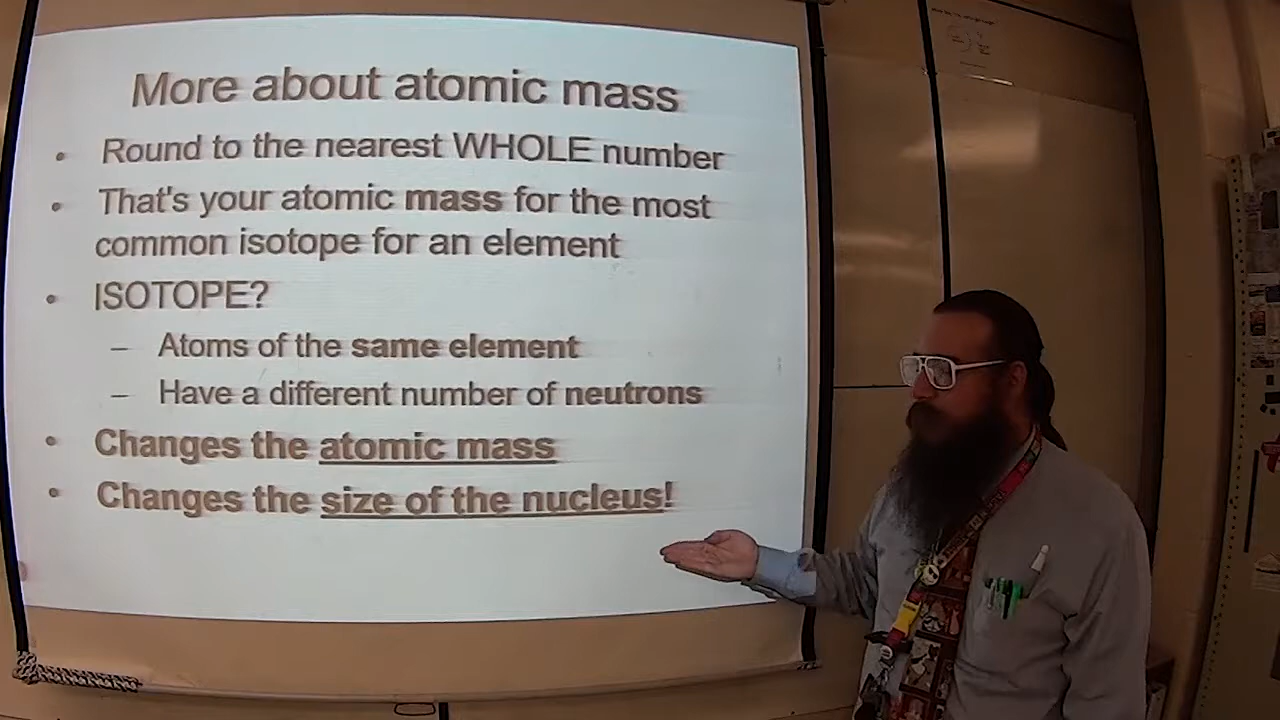 More about atomic mass
• Round to the nearest WHOLE number
• That's your atomic mass for the most
common isotope for an element
• ISOTOPE?
– Atoms of the same element
– Have a different number of neutrons
• Changes the atomic mass
• Changes the size of the nucleus!